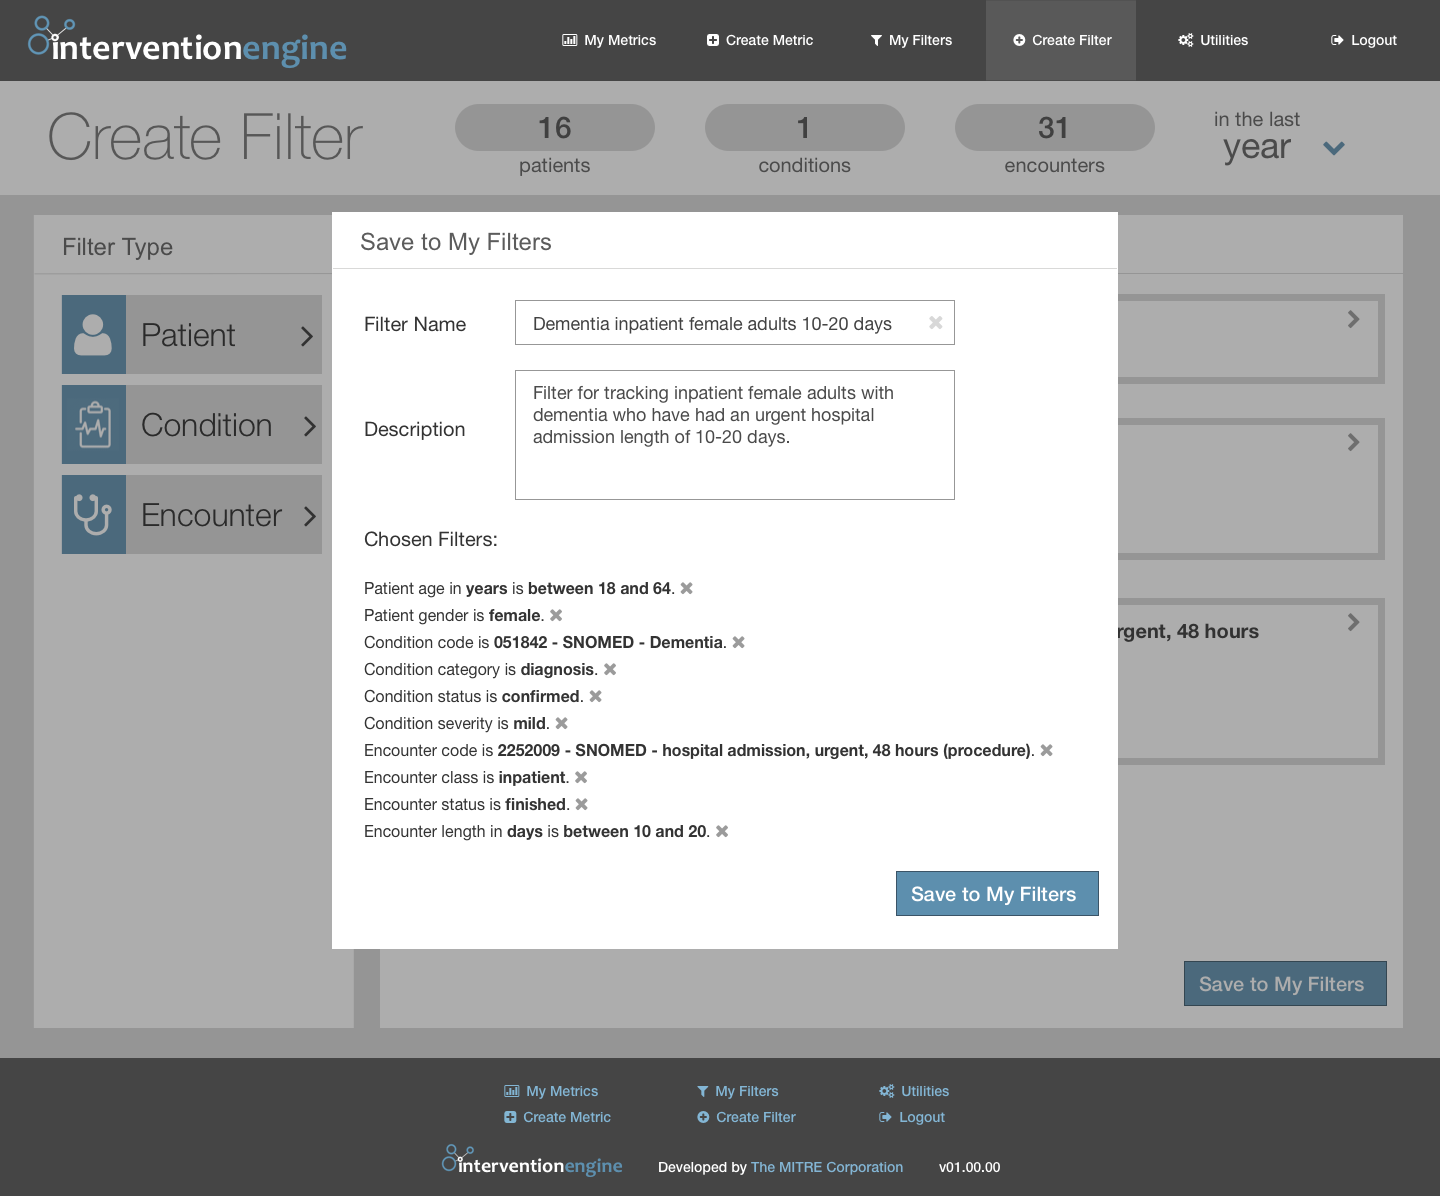 interventionengine
My Metrics
Create Metric
My Filters
Create Filter
Utilities
Logout
Create Filter
16
patients
1
conditions
31
encounters
in the last
year
Filter Type
Patient
Condition
Encounter
Save to My Filters
Filter Name
Dementia inpatient female adults 10-20 days
Description
Filter for tracking inpatient female adults with
dementia who have had an urgent hospital
admission length of 10-20 days.
Chosen Filters:
Patient age in years is between 18 and 64.
Patient gender is female.
Condition code is 051842 - SNOMED - Dementia.
Condition category is diagnosis.
Condition status is confirmed.
Condition severity is mild.
Encounter code is 2252009 - SNOMED - hospital admission, urgent, 48 hours (procedure).
Encounter class is inpatient.
Encounter status is finished.
Encounter length in days is between 10 and 20.
Save to My Filters
48 hours
Save to My Filters
My Metrics
My Filters
Utilities
Create Metric
Create Filter
Logout
interventionengine
Developed by The MITRE Corporation
v01.00.00